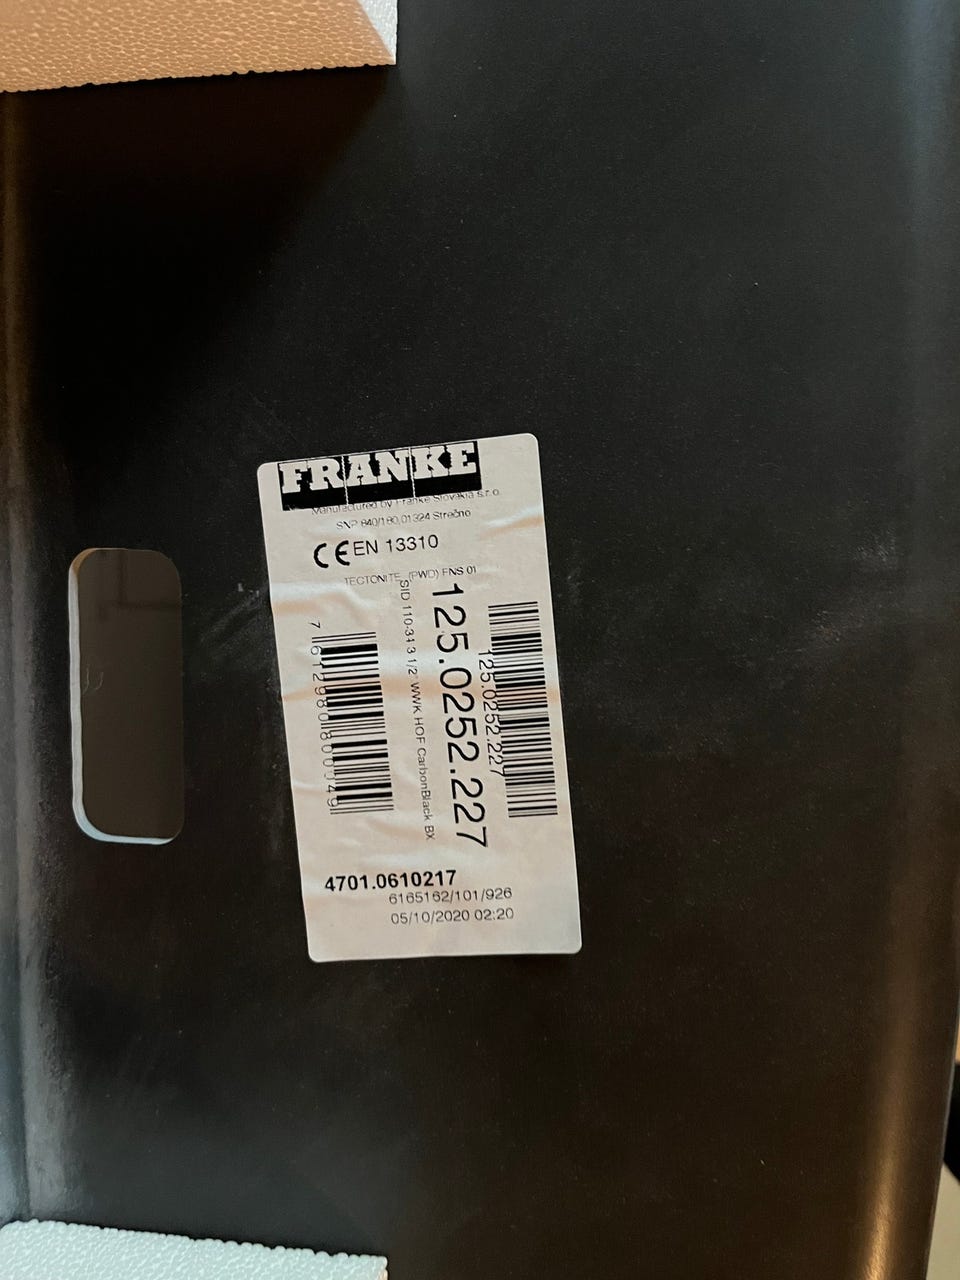 FRANKE
Manufactured by Franke Slovakia s.r.o.
SNP 840/180,01324 Strečno
CE EN 13310
TECTONITE (PWD) FNS 01
125.0252.227
125.0252.227
SID 110-34 3 1/2" WWK HOF CarbonBlack BX
7 612980 800049
4701.0610217
6165162/101/926
05/10/2020 02:20